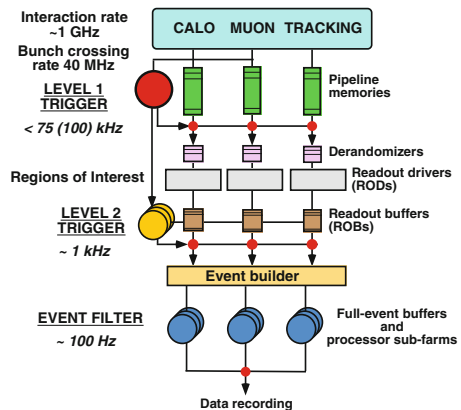 Interaction rate
~1 GHz
CALO MUON TRACKING
Bunch crossing
rate 40 MHz
LEVEL 1
TRIGGER
< 75 (100) kHz
Pipeline
memories
Derandomizers
Readout drivers
(RODs)
Regions of Interest
LEVEL 2
TRIGGER
~ 1 kHz
Readout buffers
(ROBs)
Event builder
EVENT FILTER
~ 100 Hz
Full-event buffers
and
processor sub-farms
Data recording